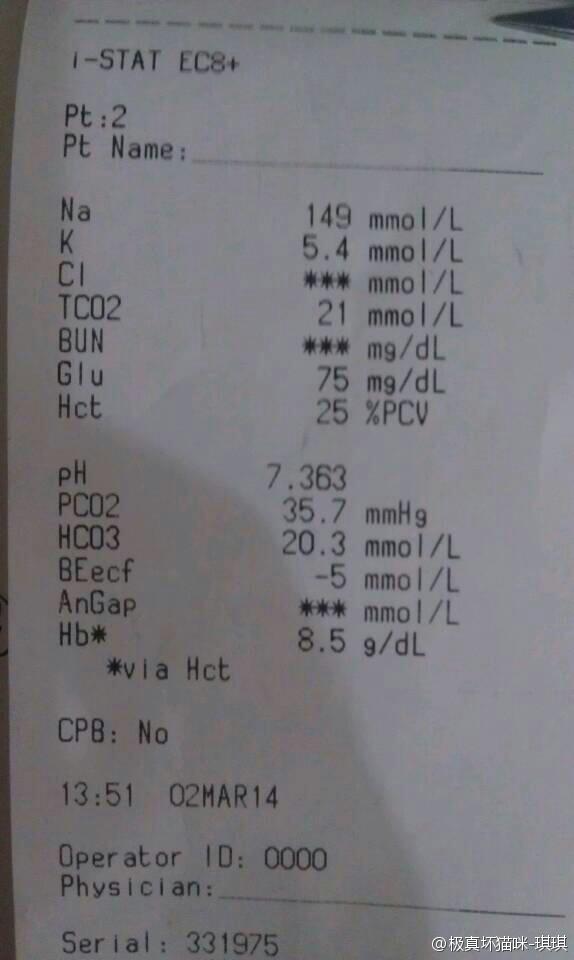 i-STAT EC8+
Pt:2
Pt Name:
Na 149 mmol/L
K 5.4 mmol/L
Cl *** mmol/L
TCO2 21 mmol/L
BUN *** mg/dL
Glu 75 mg/dL
Hct 25 %PCV
pH 7.363
PCO2 35.7 mmHg
HCO3 20.3 mmol/L
BEecf -5 mmol/L
AnGap *** mmol/L
Hb* 8.5 g/dL
*via Hct
CPB: No
13:51 02MAR14
Operator ID: 0000
Physician:
Serial: 331975
@极真坏猫咪-琪琪